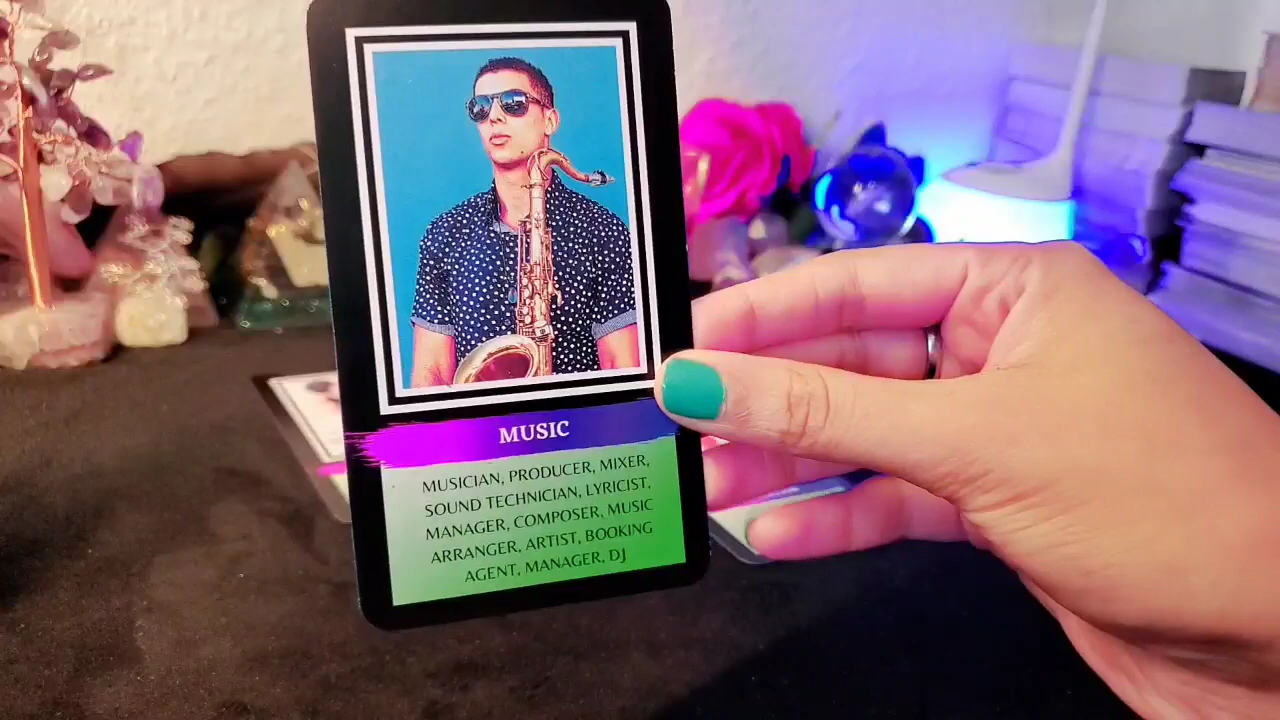 MUSIC
MUSICIAN, PRODUCER, MIXER,
SOUND TECHNICIAN, LYRICIST,
MANAGER, COMPOSER, MUSIC
ARRANGER, ARTIST, BOOKING
AGENT, MANAGER, DJ